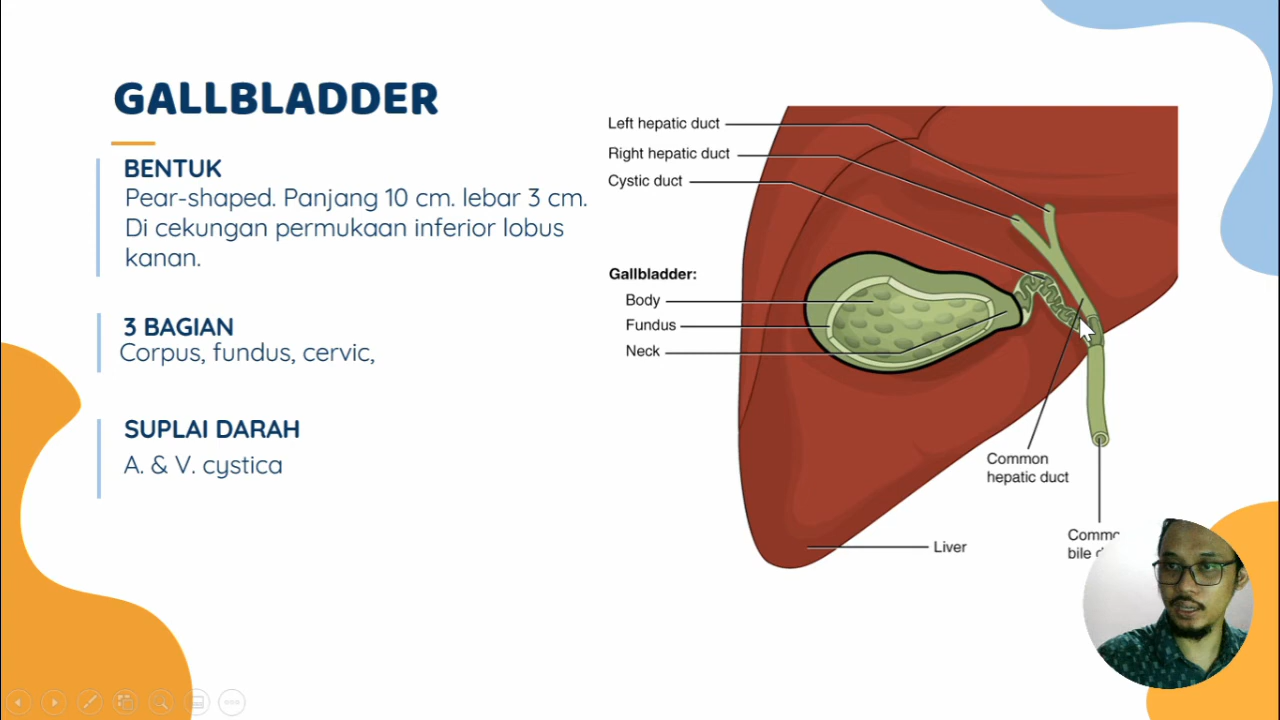 GALLBLADDER
BENTUK
Pear-shaped. Panjang 10 cm. lebar 3 cm.
Di cekungan permukaan inferior lobus
kanan.
3 BAGIAN
Corpus, fundus, cervic,
SUPLAI DARAH
A. & V. cystica
Left hepatic duct
Right hepatic duct
Cystic duct
Gallbladder:
Body
Fundus
Neck
Common
hepatic duct
Liver
bile